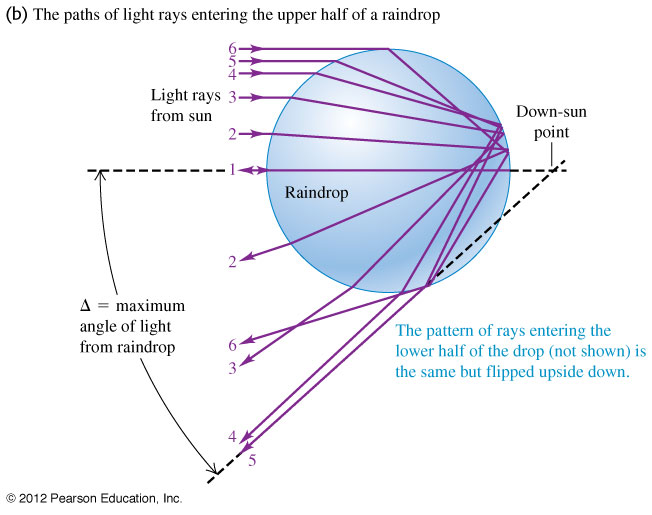 (b) The paths of light rays entering the upper half of a raindrop
6
5
4
Light rays
from sun
3
2
Down-sun
point
1
Raindrop
2
Δ = maximum
angle of light
from raindrop
6
3
The pattern of rays entering the
lower half of the drop (not shown) is
the same but flipped upside down.
4
5
© 2012 Pearson Education, Inc.